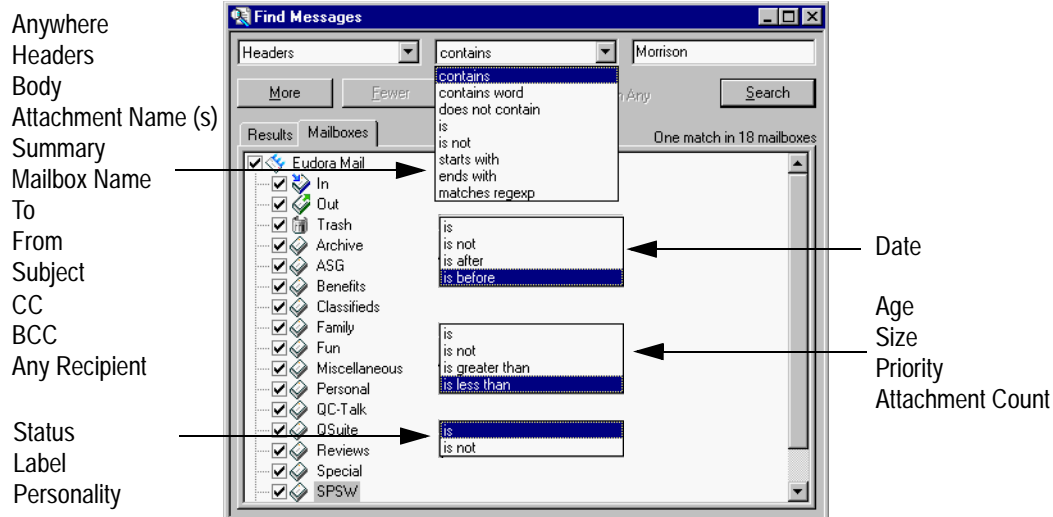 Anywhere
Headers
Body
Attachment Name (s)
Summary
Mailbox Name
To
From
Subject
CC
BCC
Any Recipient
Status
Label
Personality
Find Messages
Headers
contains
Morrison
More
Fewer
Any
Search
contains
contains word
does not contain
is
is not
starts with
ends with
matches regexp
Results
Mailboxes
One match in 18 mailboxes
Eudora Mail
In
Out
Trash
Archive
ASG
Benefits
Classifieds
Family
Fun
Miscellaneous
Personal
QC-Talk
QSuite
Reviews
Special
SPSW
is
is not
is after
is before
is
is not
is greater than
is less than
is
is not
Date
Age
Size
Priority
Attachment Count